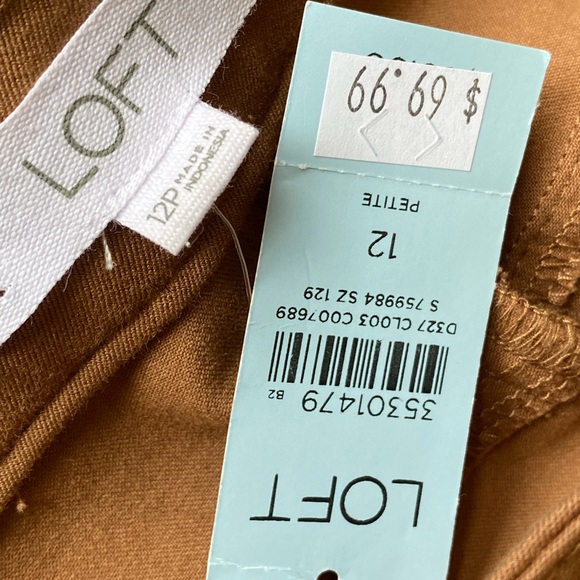 LOFT
12P MADE IN
INDONESIA
LOFT
35301479 B2
D327 CL003 C007689
S 759984 SZ 129
12
PETITE
$ 69.99